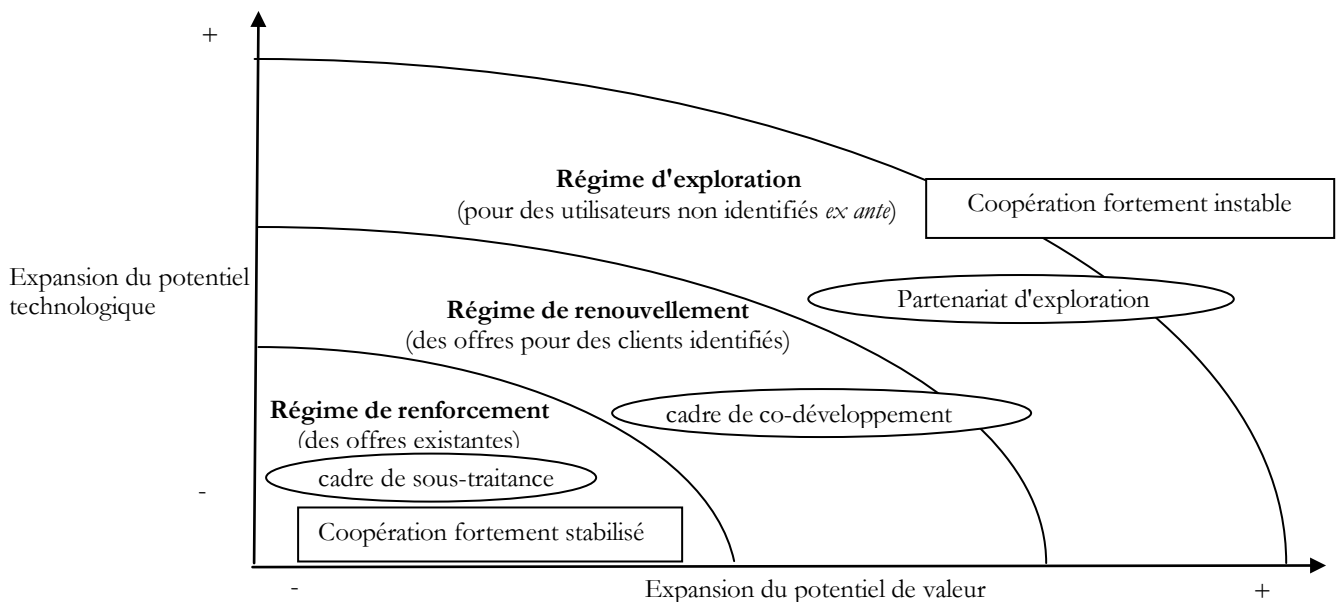 +
Régime d'exploration
(pour des utilisateurs non identifiés ex ante)
Coopération fortement instable
Expansion du potentiel
technologique
Partenariat d'exploration
Régime de renouvellement
(des offres pour des clients identifiés)
Régime de renforcement
(des offres existantes)
cadre de co-développement
cadre de sous-traitance
-
Coopération fortement stabilisé
-
Expansion du potentiel de valeur
+